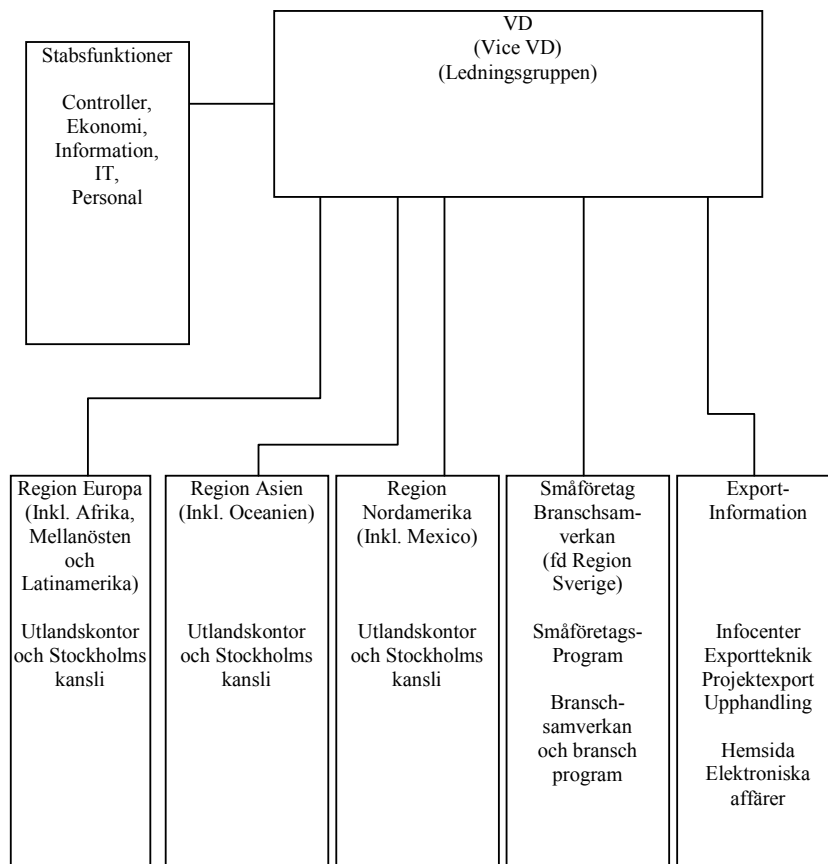 VD
(Vice VD)
(Ledningsgruppen)
Stabsfunktioner
Controller,
Ekonomi,
Information,
IT,
Personal
Region Europa
(Inkl. Afrika,
Mellanösten
och
Latinamerika)
Utlandskontor
och Stockholms
kansli
Region Asien
(Inkl. Oceanien)
Utlandskontor
och Stockholms
kansli
Region
Nordamerika
(Inkl. Mexico)
Utlandskontor
och Stockholms
kansli
Småföretag
Branschsam-
verkan
(fd Region
Sverige)
Småföretags-
Program
Bransch-
samverkan
och bransch
program
Export-
Information
Infocenter
Exportteknik
Projektexport
Upphandling
Hemsida
Elektroniska
affärer